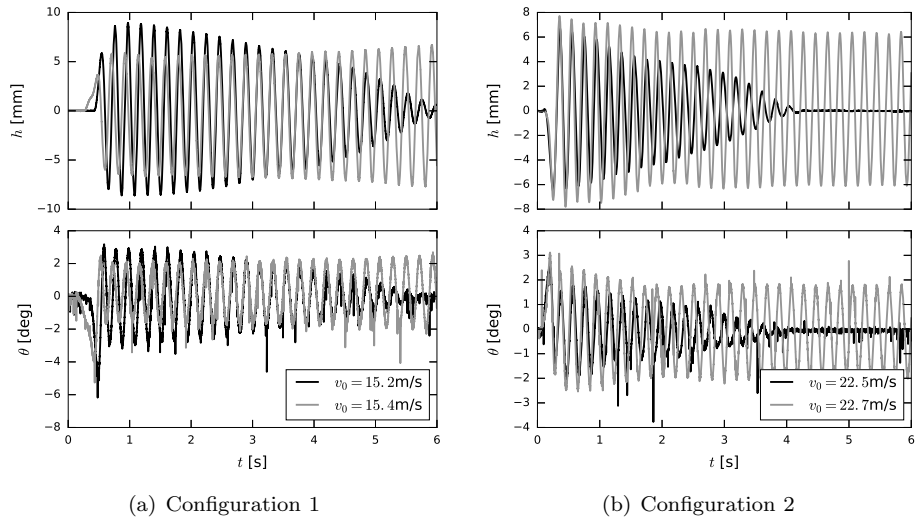 10
5
0
−5
−10
h [mm]
4
2
0
−2
−4
−6
−8
θ [deg]
v₀ = 15.2m/s
v₀ = 15.4m/s
0 1 2 3 4 5 6
t [s]
(a) Configuration 1
8
6
4
2
0
−2
−4
−6
−8
h [mm]
4
3
2
1
0
−1
−2
−3
−4
θ [deg]
v₀ = 22.5m/s
v₀ = 22.7m/s
0 1 2 3 4 5 6
t [s]
(b) Configuration 2